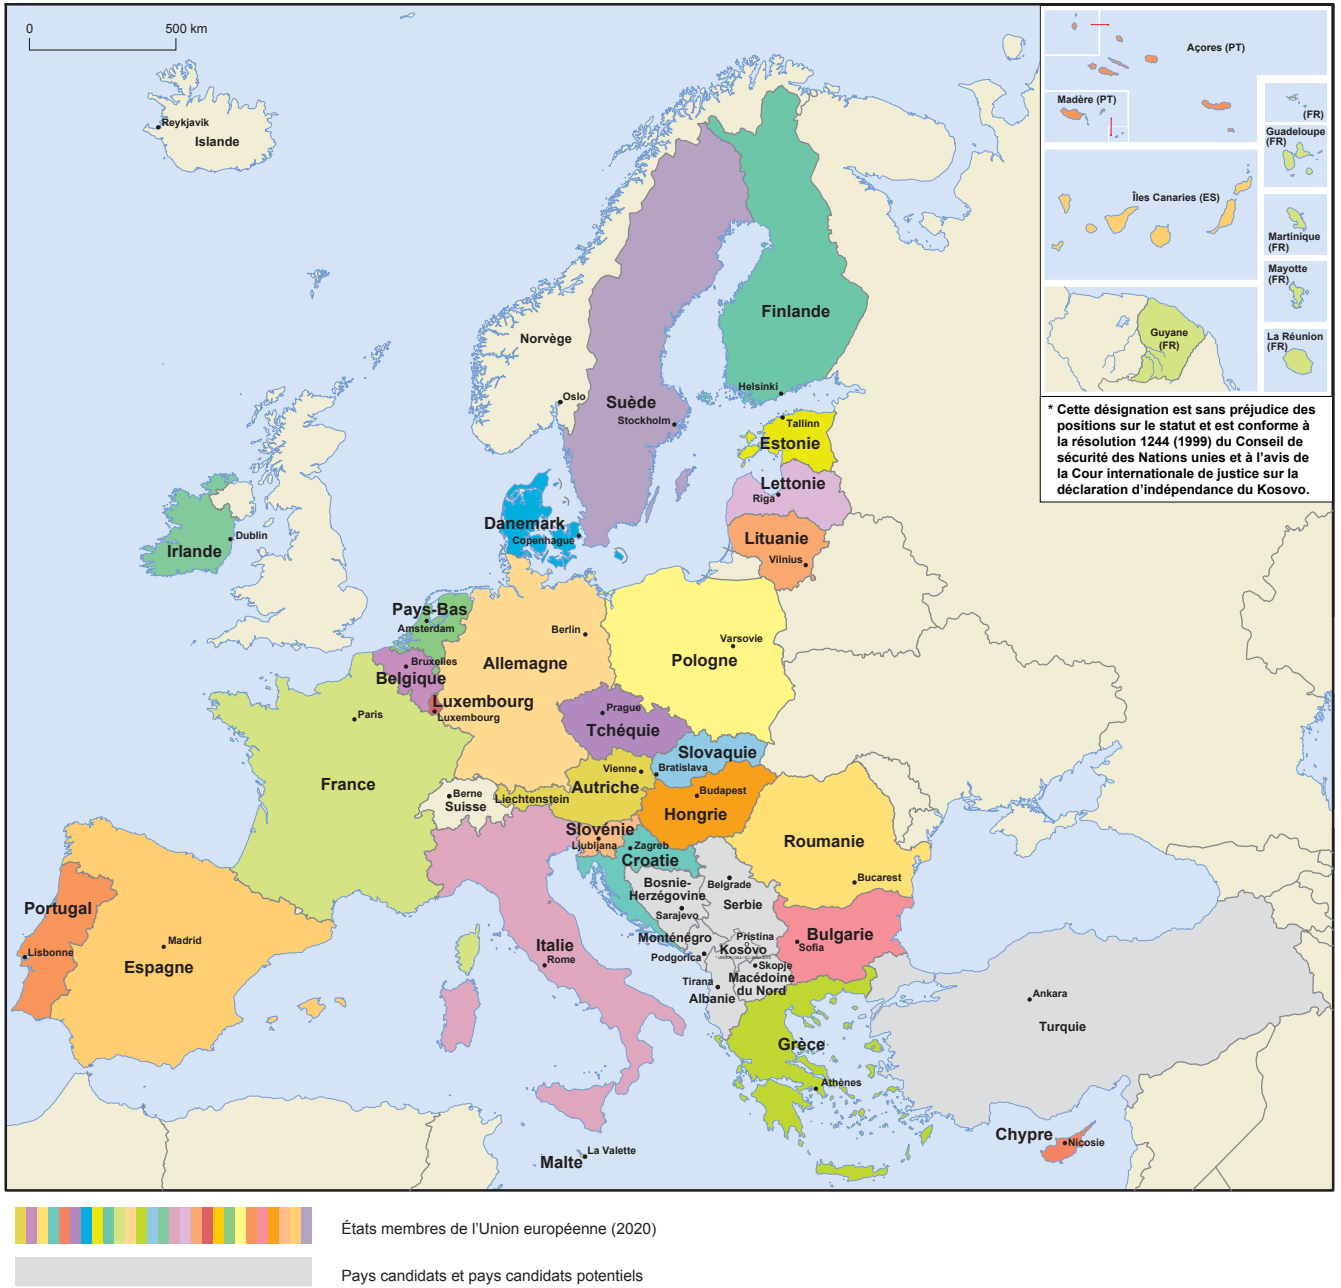 0
500 km
Reykjavik
Islande
Açores (PT)
Madère (PT)
(FR)
Guadeloupe
(FR)
Îles Canaries (ES)
Martinique
(FR)
Mayotte
(FR)
Guyane
(FR)
La Réunion
(FR)
* Cette désignation est sans préjudice des
positions sur le statut et est conforme à
la résolution 1244 (1999) du Conseil de
sécurité des Nations unies et à l’avis de
la Cour internationale de justice sur la
déclaration d’indépendance du Kosovo.
Finlande
Norvège
Helsinki
Oslo
Suède
Stockholm
Tallinn
Estonie
Lettonie
Riga
Danemark
Copenhague
Lituanie
Vilnius
Dublin
Irlande
Pays-Bas
Amsterdam
Berlin
Varsovie
Pologne
Allemagne
Bruxelles
Belgique
Luxembourg
Luxembourg
Paris
Prague
Tchéquie
Slovaquie
Bratislava
Vienne
Autriche
France
Berne
Suisse
Liechtenstein
Budapest
Hongrie
Slovénie
Ljubljana
Zagreb
Croatie
Roumanie
Bucarest
Bosnie-
Herzégovine
Sarajevo
Belgrade
Serbie
Portugal
Lisbonne
Madrid
Espagne
Italie
Rome
Monténégro
Podgorica
Pristina
Kosovo
Bulgarie
Sofia
Skopje
Macédoine
du Nord
Tirana
Albanie
Ankara
Turquie
Grèce
Athènes
Chypre
Nicosie
La Valette
Malte
États membres de l’Union européenne (2020)
Pays candidats et pays candidats potentiels